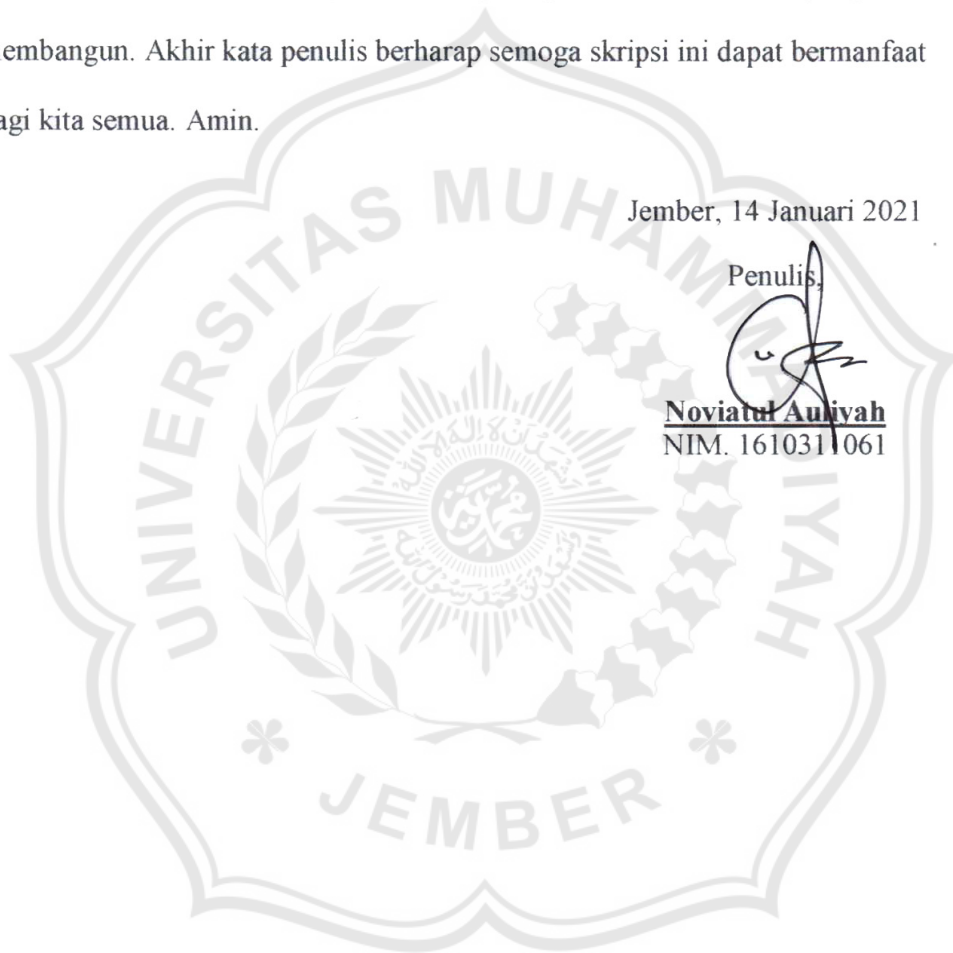 embangun. Akhir kata penulis berharap semoga skripsi ini dapat bermanfaat
agi kita semua. Amin.
Jember, 14 Januari 2021
Penulis,
Noviatul Auliyah
NIM. 1610311061
UNIVERSITAS MUHAMMADIYAH
JEMBER